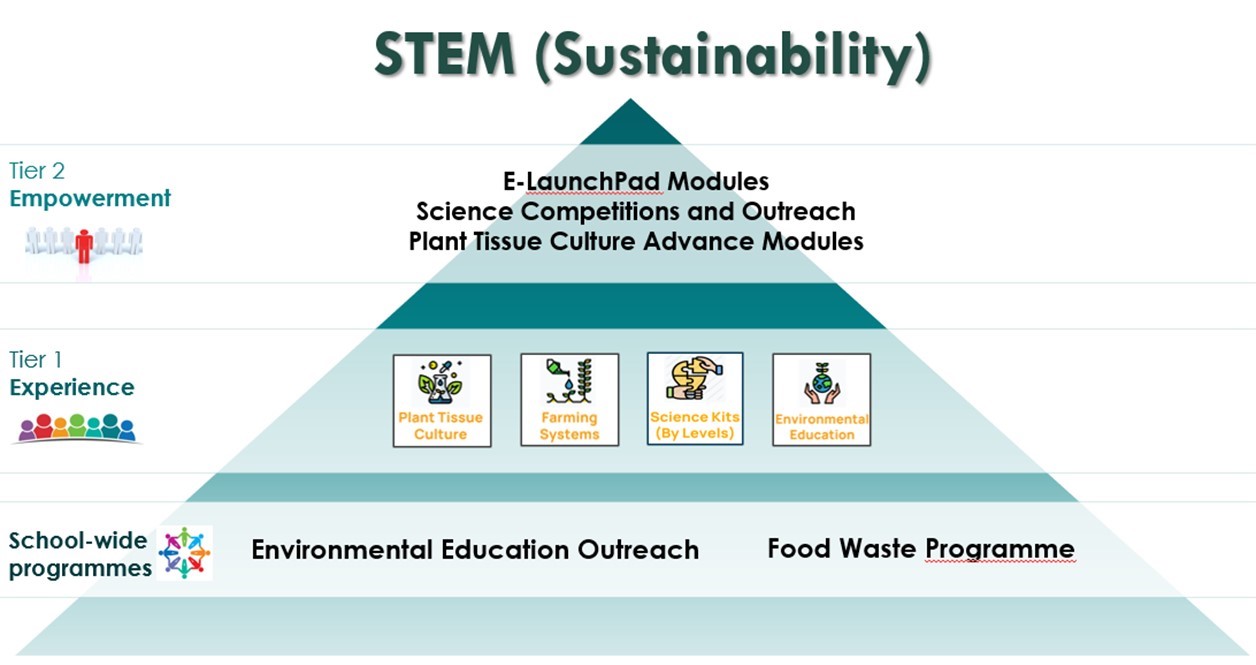 STEM (Sustainability)
Tier 2
Empowerment
E-LaunchPad Modules
Science Competitions and Outreach
Plant Tissue Culture Advance Modules
Tier 1
Experience
Plant Tissue
Culture
Farming
Systems
Science Kits
(By Levels)
Environmental
Education
School-wide
programmes
Environmental Education Outreach
Food Waste Programme